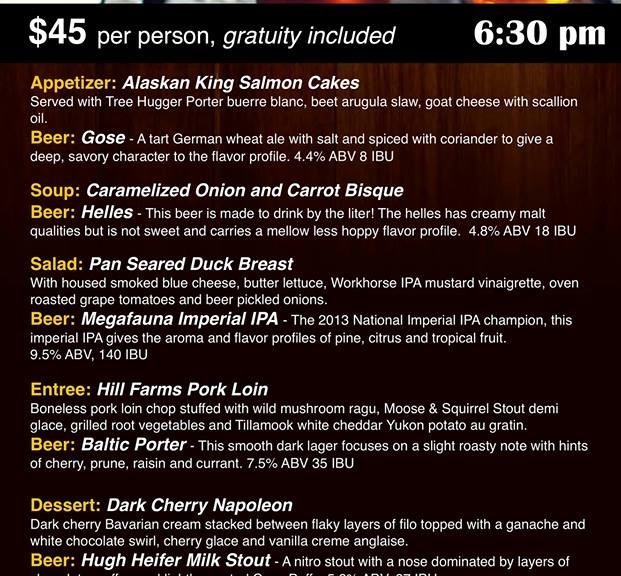 $45 per person, gratuity included 6:30 pm
Appetizer: Alaskan King Salmon Cakes
Served with Tree Hugger Porter buerre blanc, beet arugula slaw, goat cheese with scallion
oil.
Beer: Gose - A tart German wheat ale with salt and spiced with coriander to give a
deep, savory character to the flavor profile. 4.4% ABV 8 IBU
Soup: Caramelized Onion and Carrot Bisque
Beer: Helles - This beer is made to drink by the liter! The helles has creamy malt
qualities but is not sweet and carries a mellow less hoppy flavor profile. 4.8% ABV 18 IBU
Salad: Pan Seared Duck Breast
With housed smoked blue cheese, butter lettuce, Workhorse IPA mustard vinaigrette, oven
roasted grape tomatoes and beer pickled onions.
Beer: Megafauna Imperial IPA - The 2013 National Imperial IPA champion, this
imperial IPA gives the aroma and flavor profiles of pine, citrus and tropical fruit.
9.5% ABV, 140 IBU
Entree: Hill Farms Pork Loin
Boneless pork loin chop stuffed with wild mushroom ragu, Moose & Squirrel Stout demi
glace, grilled root vegetables and Tillamook white cheddar Yukon potato au gratin.
Beer: Baltic Porter - This smooth dark lager focuses on a slight roasty note with hints
of cherry, prune, raisin and currant. 7.5% ABV 35 IBU
Dessert: Dark Cherry Napoleon
Dark cherry Bavarian cream stacked between flaky layers of filo topped with a ganache and
white chocolate swirl, cherry glace and vanilla creme anglaise.
Beer: Hugh Heifer Milk Stout - A nitro stout with a nose dominated by layers of